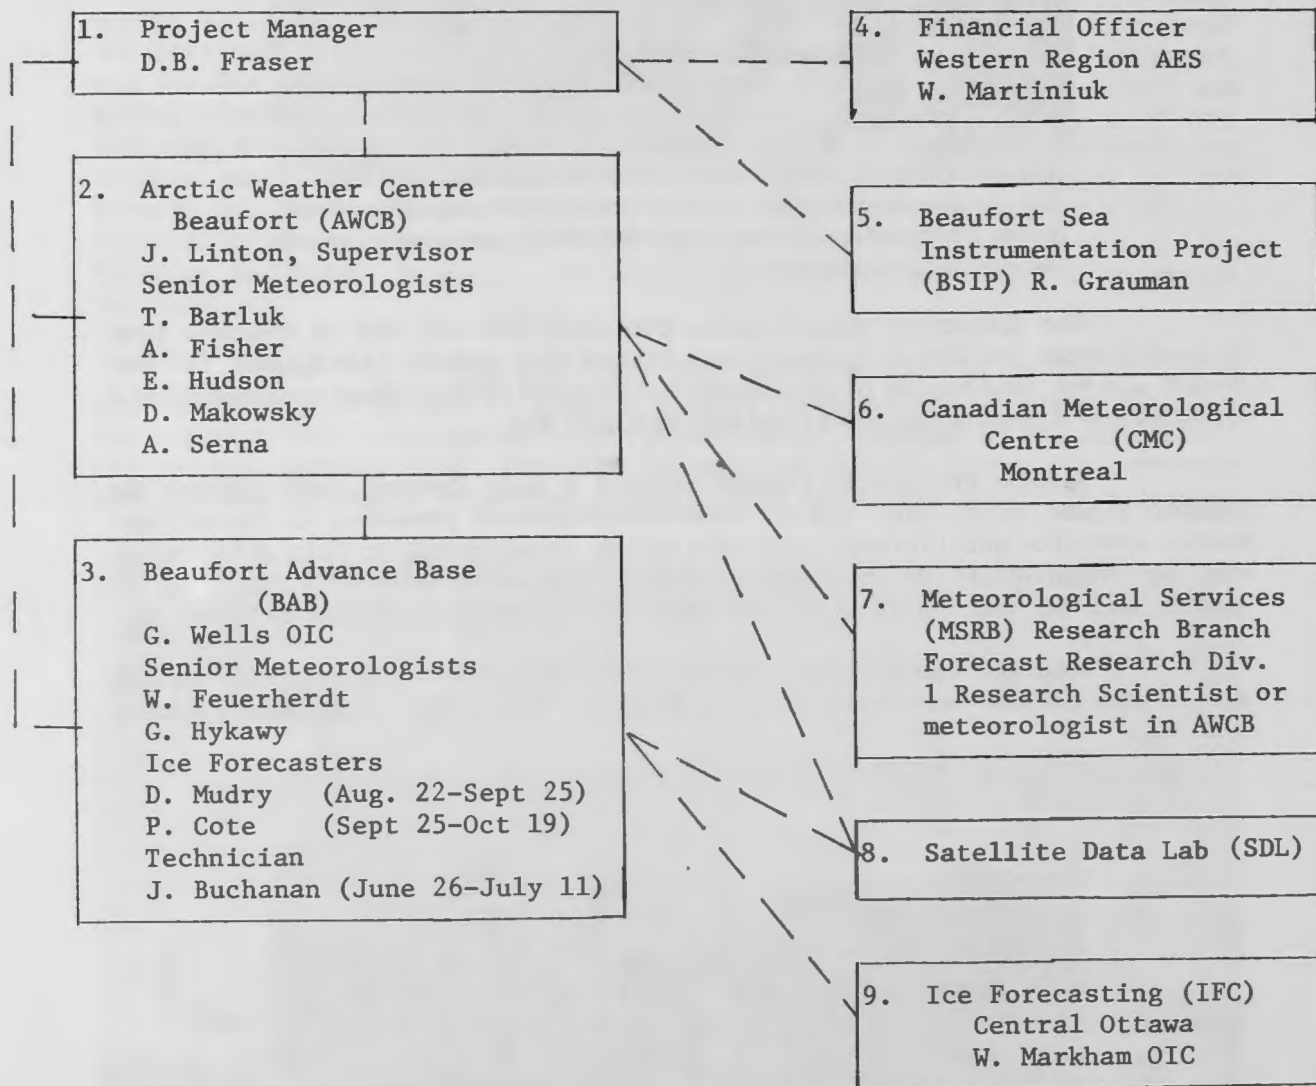 1. Project Manager
D.B. Fraser
2. Arctic Weather Centre
Beaufort (AWCB)
J. Linton, Supervisor
Senior Meteorologists
T. Barluk
A. Fisher
E. Hudson
D. Makowsky
A. Serna
3. Beaufort Advance Base
(BAB)
G. Wells OIC
Senior Meteorologists
W. Feuerherdt
G. Hykawy
Ice Forecasters
D. Mudry (Aug. 22-Sept 25)
P. Cote (Sept 25-Oct 19)
Technician
J. Buchanan (June 26-July 11)
4. Financial Officer
Western Region AES
W. Martiniuk
5. Beaufort Sea
Instrumentation Project
(BSIP) R. Grauman
6. Canadian Meteorological
Centre (CMC)
Montreal
7. Meteorological Services
(MSRB) Research Branch
Forecast Research Div.
1 Research Scientist or
meteorologist in AWCB
8. Satellite Data Lab (SDL)
9. Ice Forecasting (IFC)
Central Ottawa
W. Markham OIC